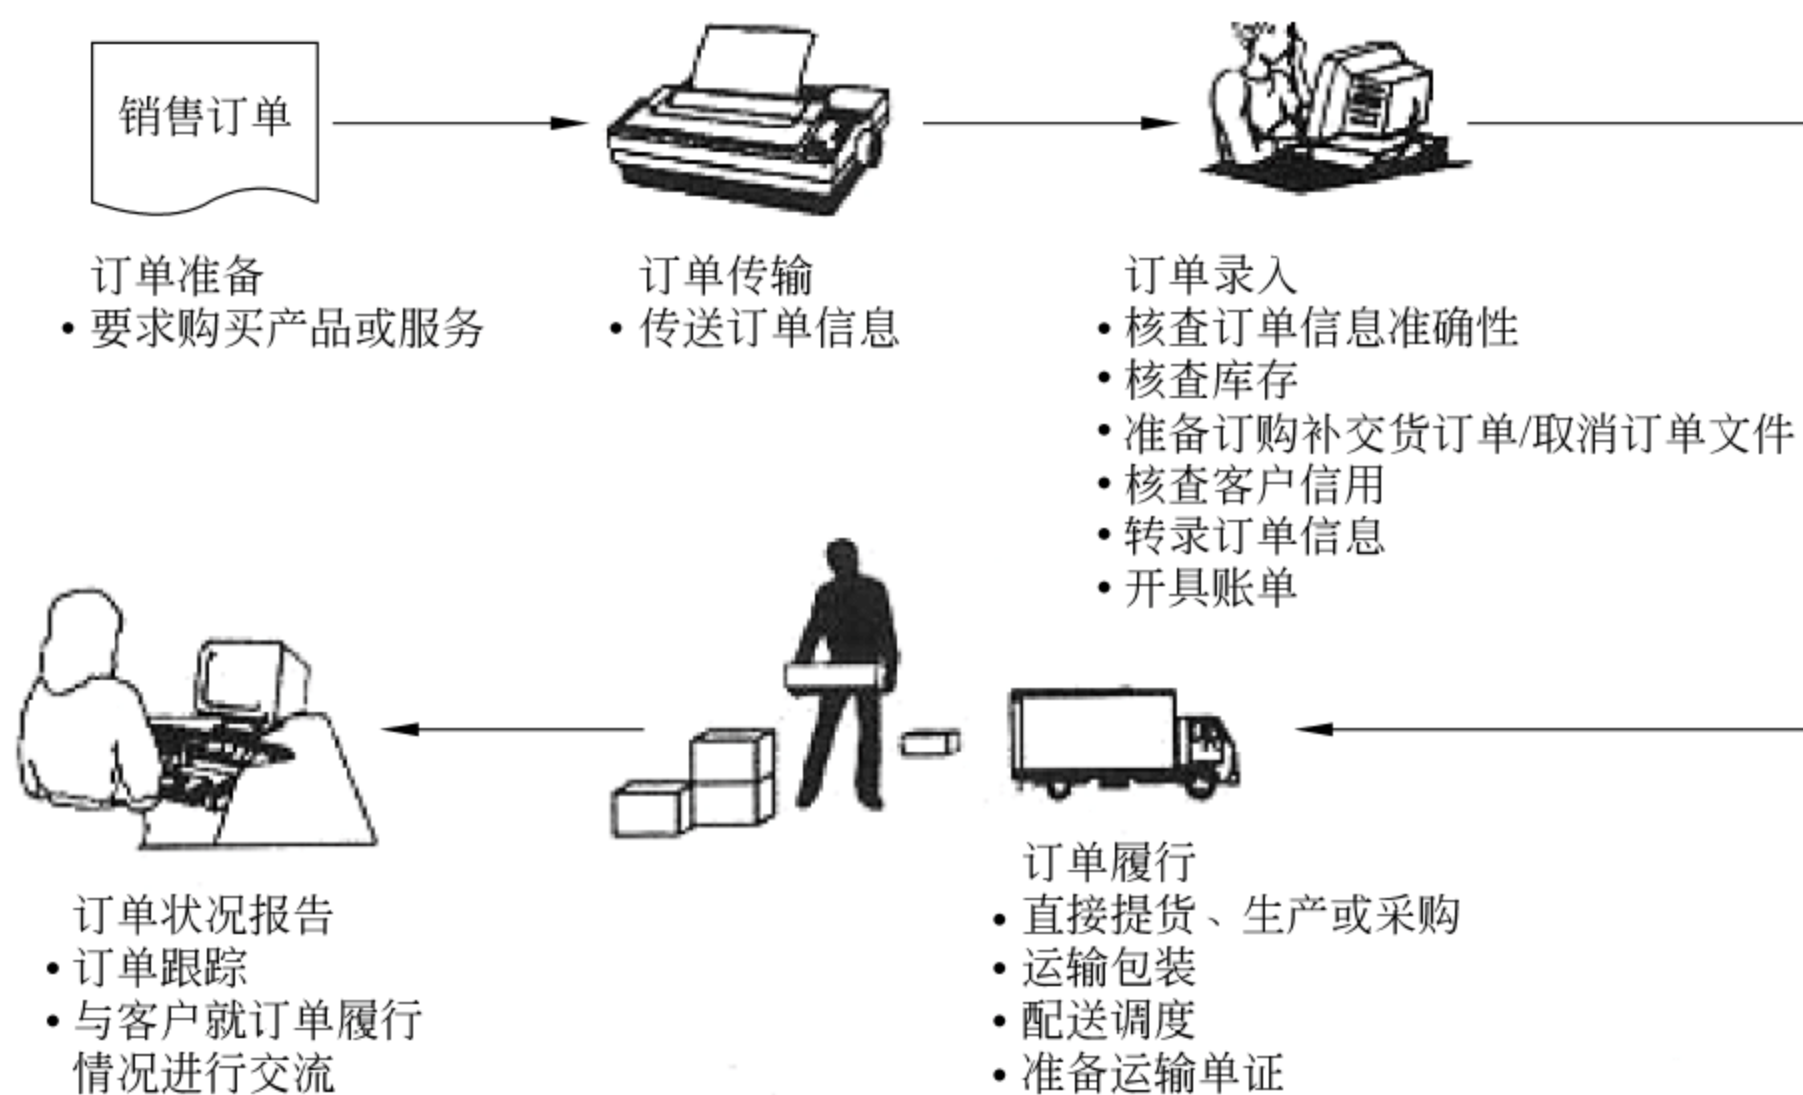 销售订单
订单准备
• 要求购买产品或服务
订单传输
• 传送订单信息
订单录入
• 核查订单信息准确性
• 核查库存
• 准备订购补交货订单/取消订单文件
• 核查客户信用
• 转录订单信息
• 开具账单
订单履行
• 直接提货、生产或采购
• 运输包装
• 配送调度
• 准备运输单证
订单状况报告
• 订单跟踪
• 与客户就订单履行
情况进行交流